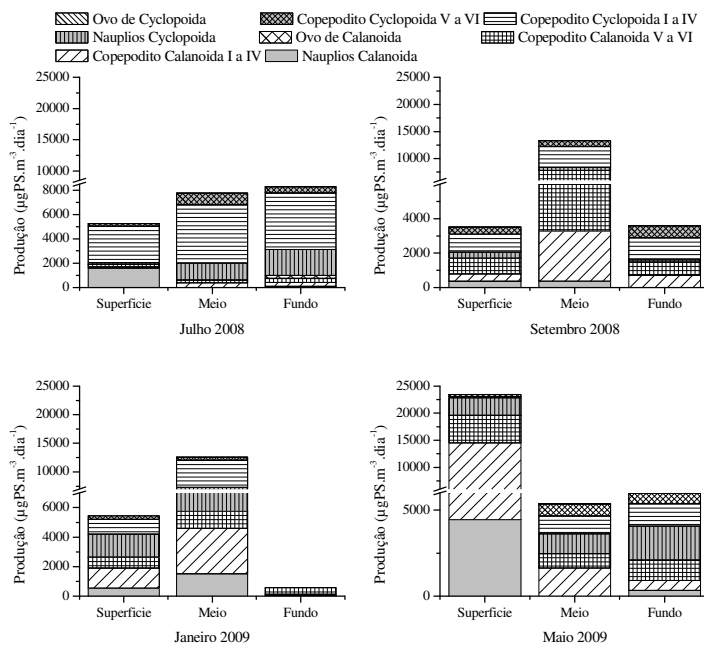 Ovo de Cyclopoida Copepodito Cyclopoida V a VI Copepodito Cyclopoida I a IV
Nauplios Cyclopoida Ovo de Calanoida Copepodito Calanoida V a VI
Copepodito Calanoida I a IV Nauplios Calanoida
25000
20000
15000
10000
8000
6000
4000
2000
0
Produção (µgPS.m⁻³.dia⁻¹)
Superfície Meio Fundo
Julho 2008
25000
20000
15000
10000
4000
2000
0
Produção (µgPS.m⁻³.dia⁻¹)
Superfície Meio Fundo
Setembro 2008
25000
20000
15000
10000
6000
4000
2000
0
Produção (µgPS.m⁻³.dia⁻¹)
Superfície Meio Fundo
Janeiro 2009
25000
20000
15000
10000
5000
0
Produção (µgPS.m⁻³.dia⁻¹)
Superfície Meio Fundo
Maio 2009